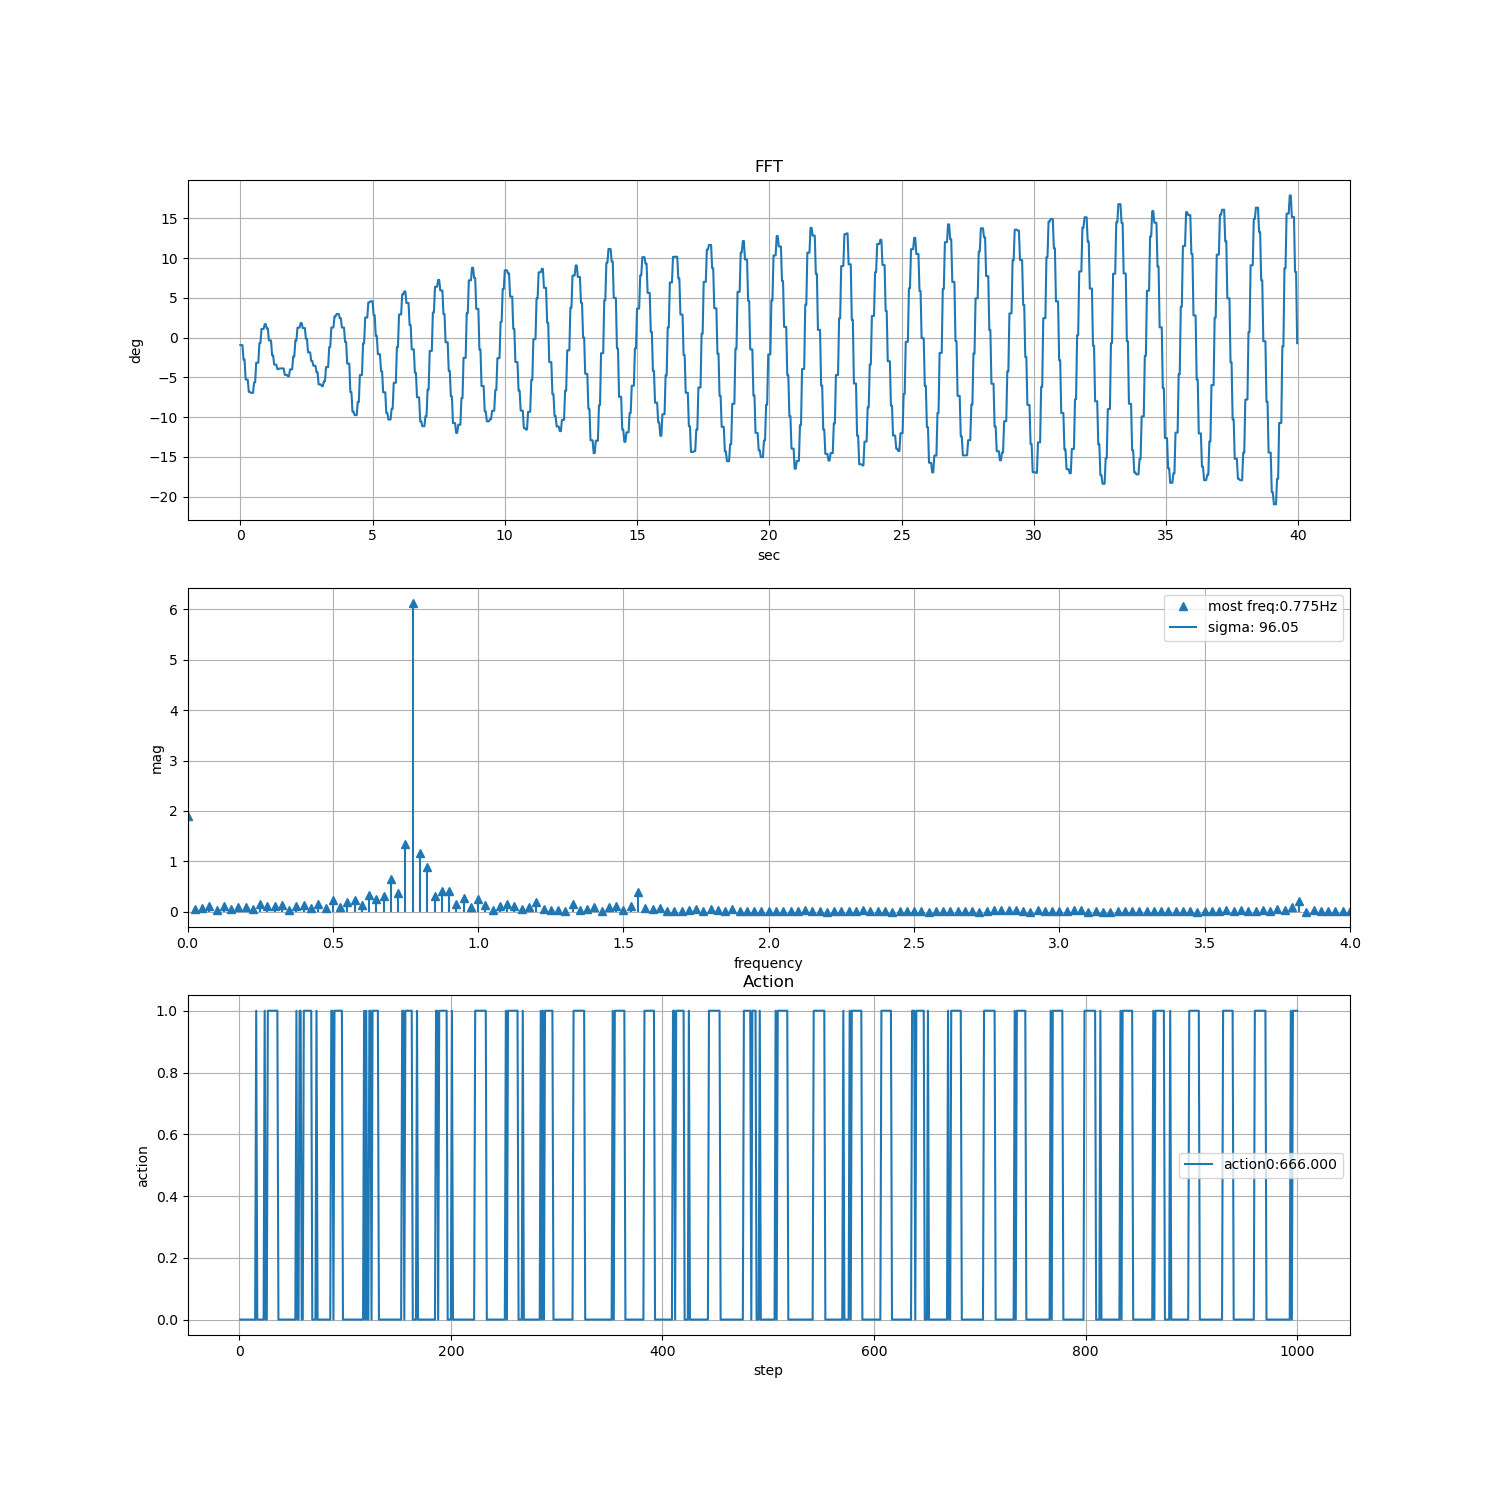 FFT
15
10
5
0
−5
−10
−15
−20
deg
0 5 10 15 20 25 30 35 40
sec
most freq:0.775Hz
sigma: 96.05
6
5
4
3
2
1
0
mag
0.0 0.5 1.0 1.5 2.0 2.5 3.0 3.5 4.0
frequency
Action
1.0
0.8
0.6
0.4
0.2
0.0
action
action0:666.000
0 200 400 600 800 1000
step